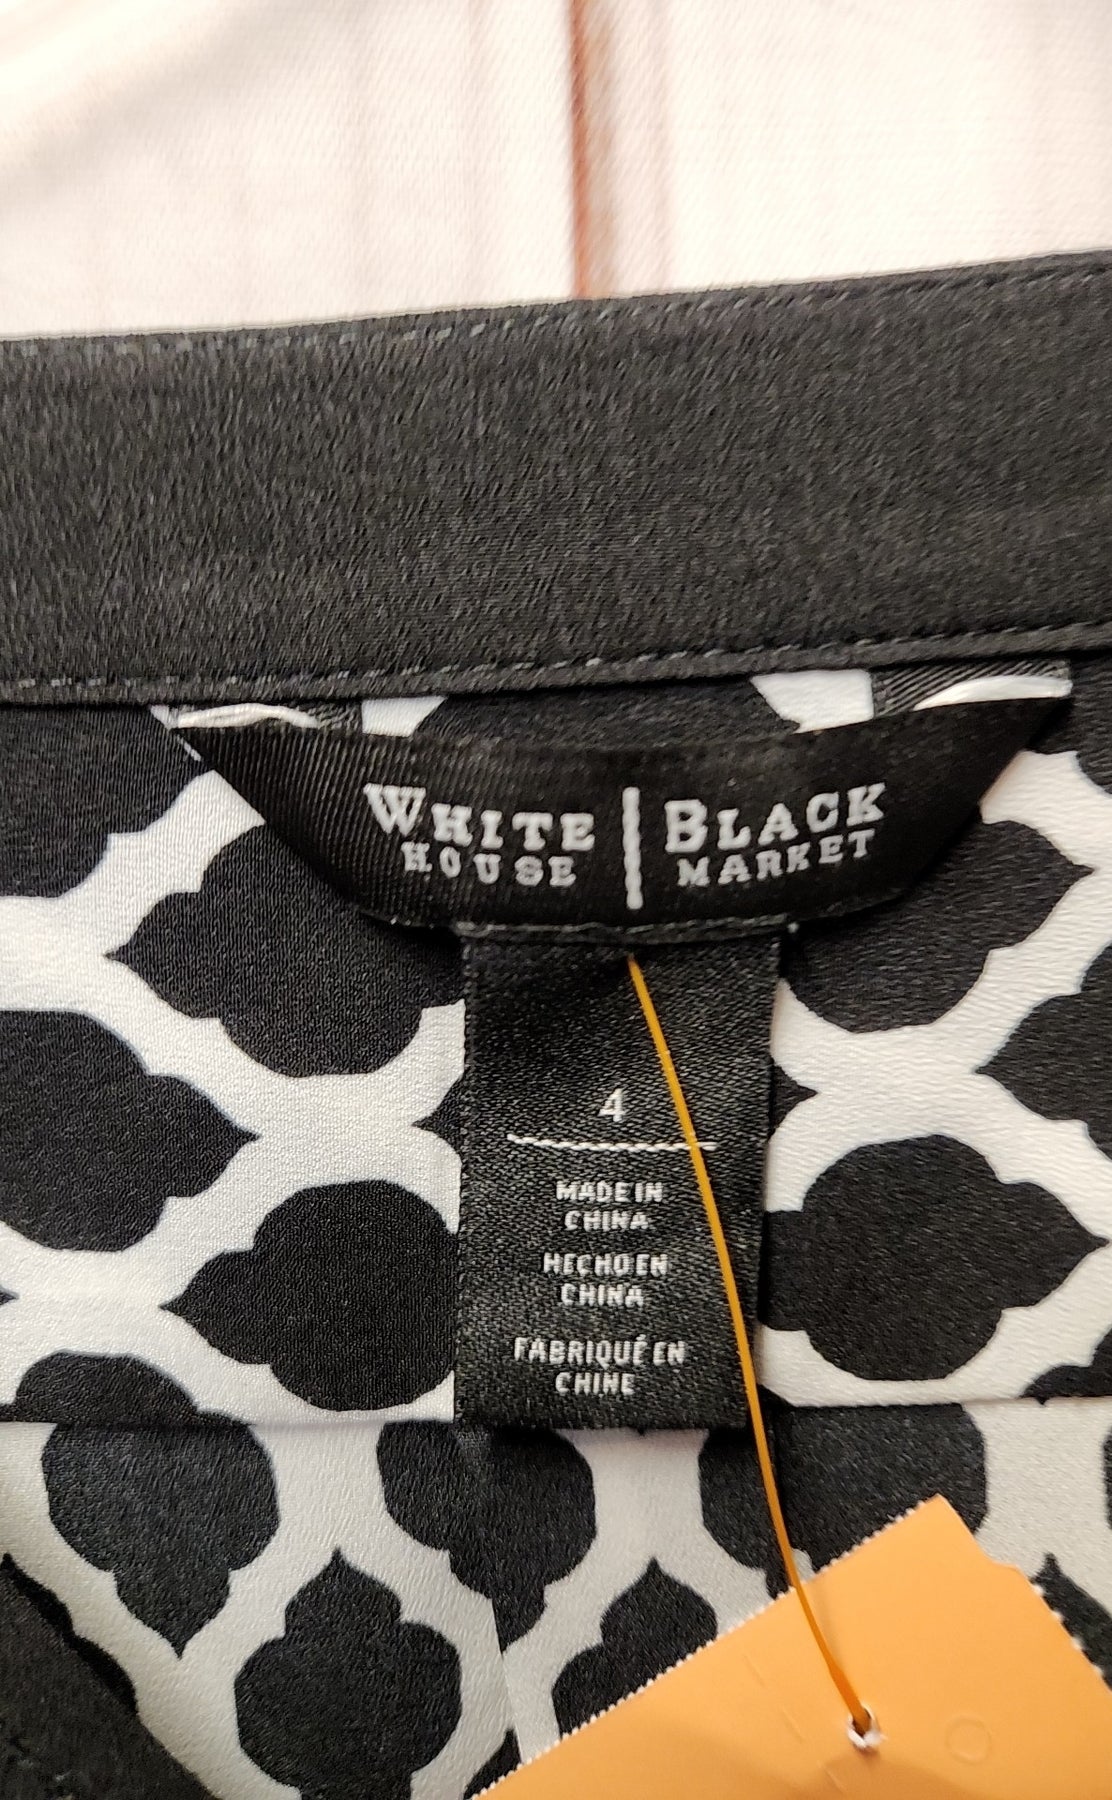 WHITE | BLACK
HOUSE | MARKET
4
MADE IN
CHINA
HECHO EN
CHINA
FABRIQUÉ EN
CHINE